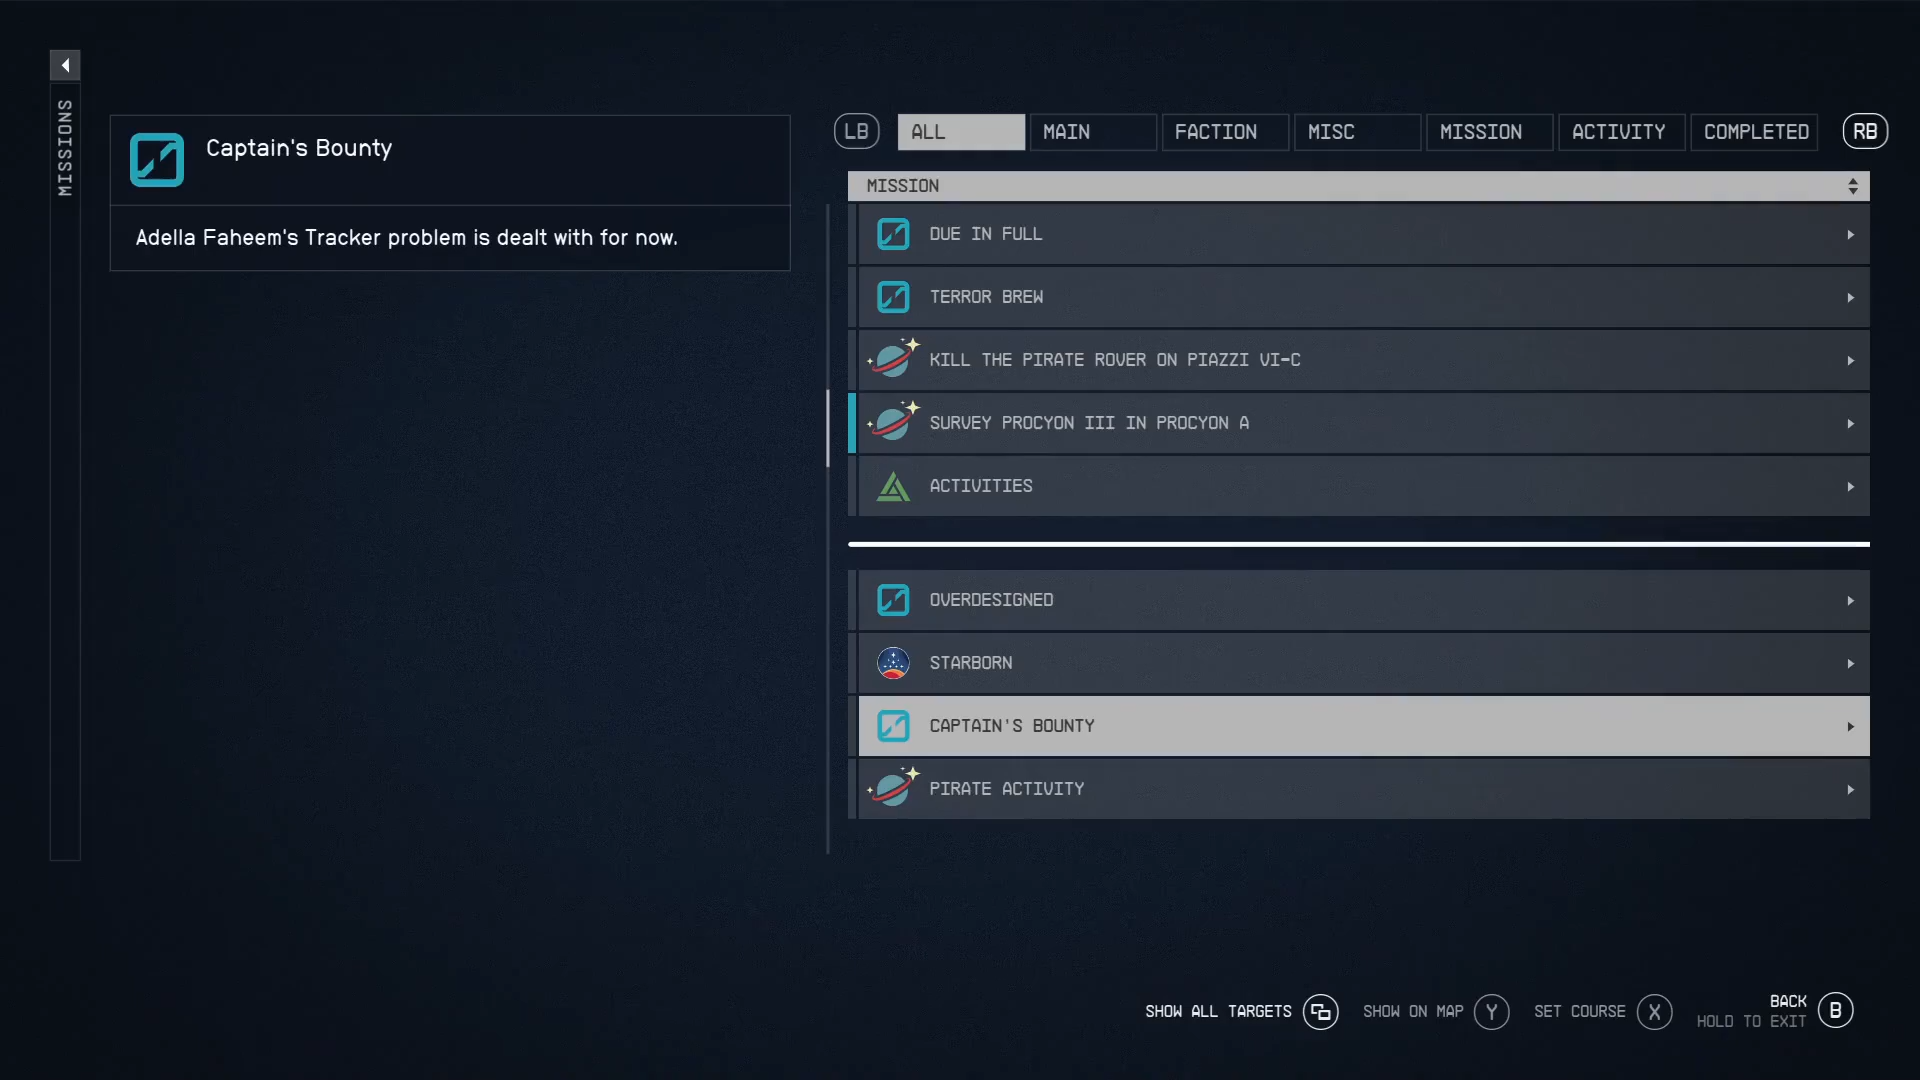 MISSIONS
Captain's Bounty
Adella Faheem's Tracker problem is dealt with for now.
LB ALL MAIN FACTION MISC MISSION ACTIVITY COMPLETED RB
MISSION
DUE IN FULL
TERROR BREW
KILL THE PIRATE ROVER ON PIAZZI VI-C
SURVEY PROCYON III IN PROCYON A
ACTIVITIES
OVERDESIGNED
STARBORN
CAPTAIN'S BOUNTY
PIRATE ACTIVITY
SHOW ALL TARGETS SHOW ON MAP Y SET COURSE X BACK B
HOLD TO EXIT